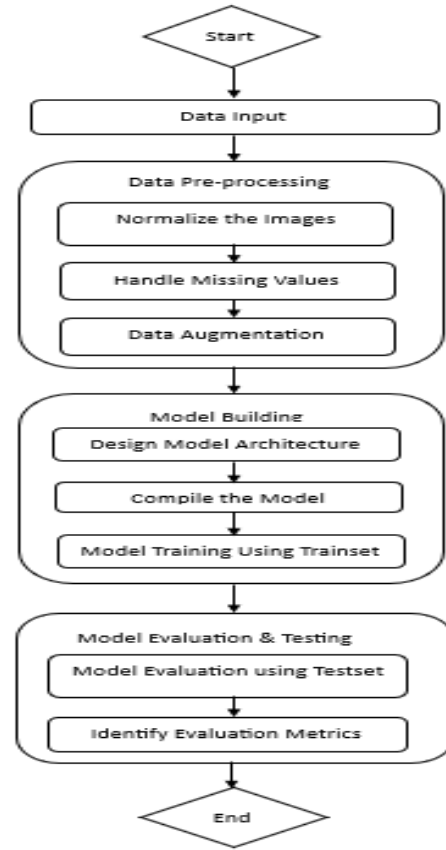 Start
Data Input
Data Pre-processing
Normalize the Images
Handle Missing Values
Data Augmentation
Model Building
Design Model Architecture
Compile the Model
Model Training Using Trainset
Model Evaluation & Testing
Model Evaluation using Testset
Identify Evaluation Metrics
End